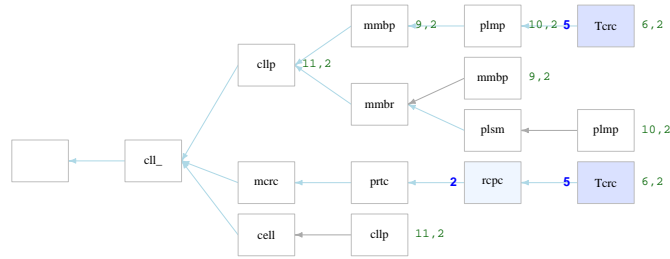 mmbp 9,2 plmp 10,2 5 Tcrc 6,2
cllp 11,2
mmbp 9,2
mmbr
plsm plmp 10,2
cll_
mcrc prtc 2 rcpc 5 Tcrc 6,2
cell cllp 11,2